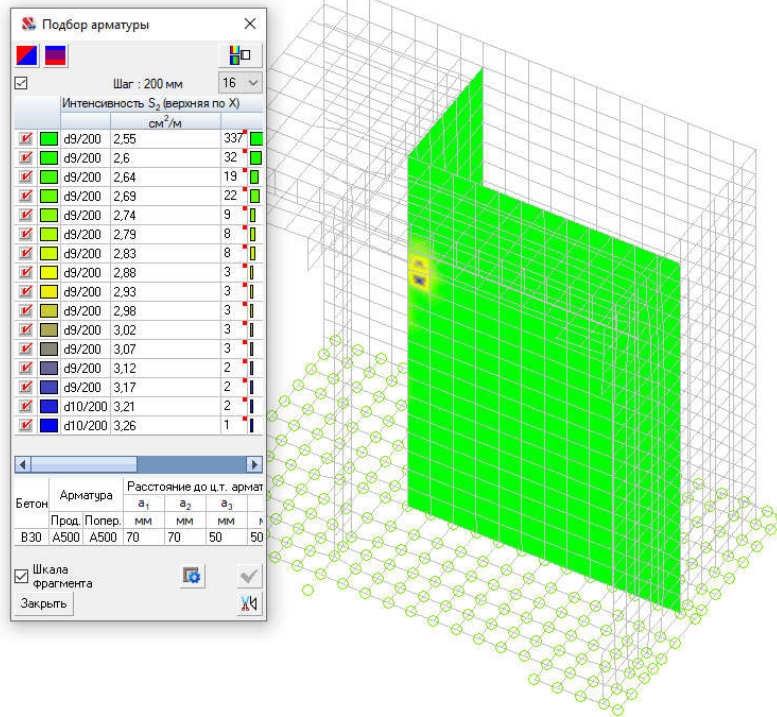 Подбор арматуры
Шаг : 200 мм 16
Интенсивность S2 (верхняя по X)
см2/м
d9/200 2,55 337
d9/200 2,6 32
d9/200 2,64 19
d9/200 2,69 22
d9/200 2,74 9
d9/200 2,79 8
d9/200 2,83 8
d9/200 2,88 3
d9/200 2,93 3
d9/200 2,98 3
d9/200 3,02 3
d9/200 3,07 3
d9/200 3,12 2
d9/200 3,17 2
d10/200 3,21 2
d10/200 3,26 1
Бетон Арматура Расстояние до ц.т. армат
a1 a2 a3
Прод. Попер. мм мм мм
B30 A500 A500 70 70 50 50
Шкала
фрагмента
Закрыть